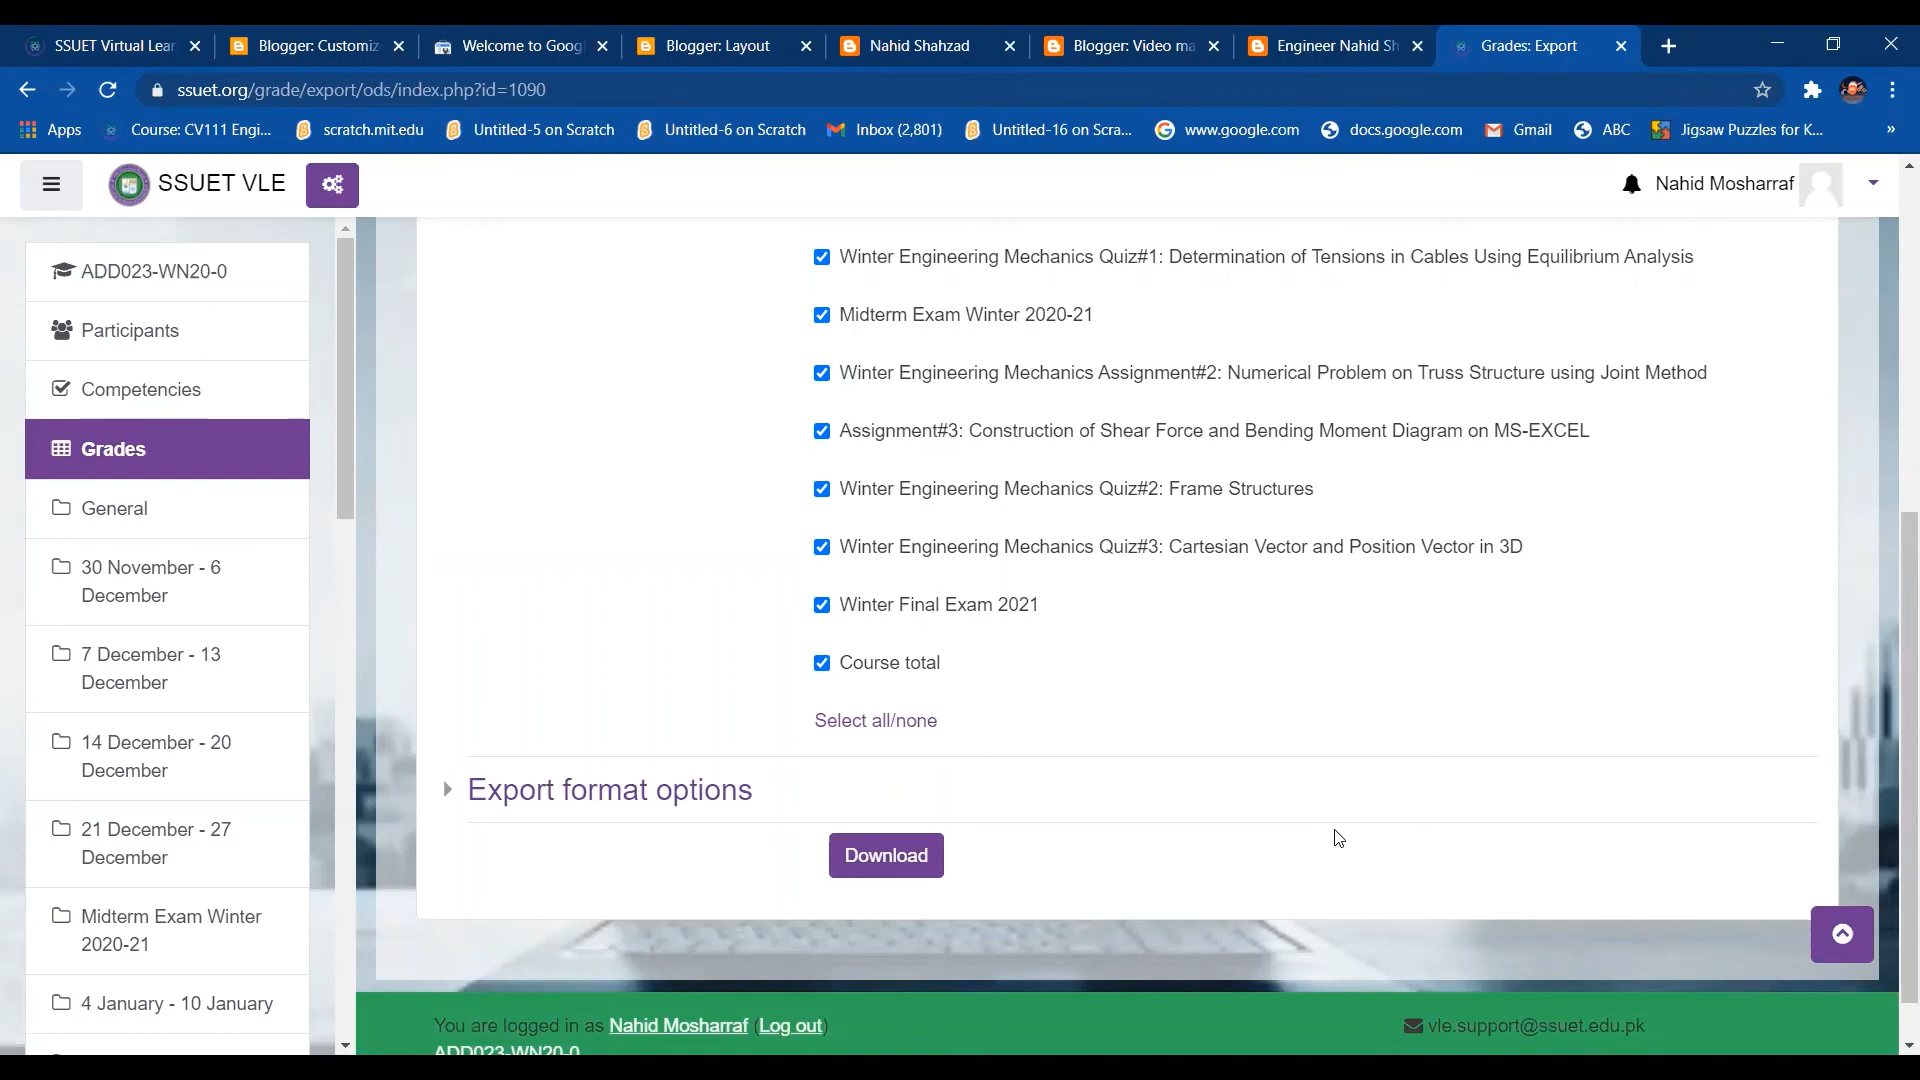 SSUET Virtual Lear
Blogger: Customiz
Welcome to Goog
Blogger: Layout
Nahid Shahzad
Blogger: Video ma
Engineer Nahid Sh
Grades: Export
ssuet.org/grade/export/ods/index.php?id=1090
Apps
Course: CV111 Engi...
scratch.mit.edu
Untitled-5 on Scratch
Untitled-6 on Scratch
Inbox (2,801)
Untitled-16 on Scra...
www.google.com
docs.google.com
Gmail
ABC
Jigsaw Puzzles for K...
»
SSUET VLE
Nahid Mosharraf
ADD023-WN20-0
Participants
Competencies
Grades
General
30 November - 6
December
7 December - 13
December
14 December - 20
December
21 December - 27
December
Midterm Exam Winter
2020-21
4 January - 10 January
Winter Engineering Mechanics Quiz#1: Determination of Tensions in Cables Using Equilibrium Analysis
Midterm Exam Winter 2020-21
Winter Engineering Mechanics Assignment#2: Numerical Problem on Truss Structure using Joint Method
Assignment#3: Construction of Shear Force and Bending Moment Diagram on MS-EXCEL
Winter Engineering Mechanics Quiz#2: Frame Structures
Winter Engineering Mechanics Quiz#3: Cartesian Vector and Position Vector in 3D
Winter Final Exam 2021
Course total
Select all/none
Export format options
Download
You are logged in as Nahid Mosharraf (Log out)
vle.support@ssuet.edu.pk
ADD023-WN20-0